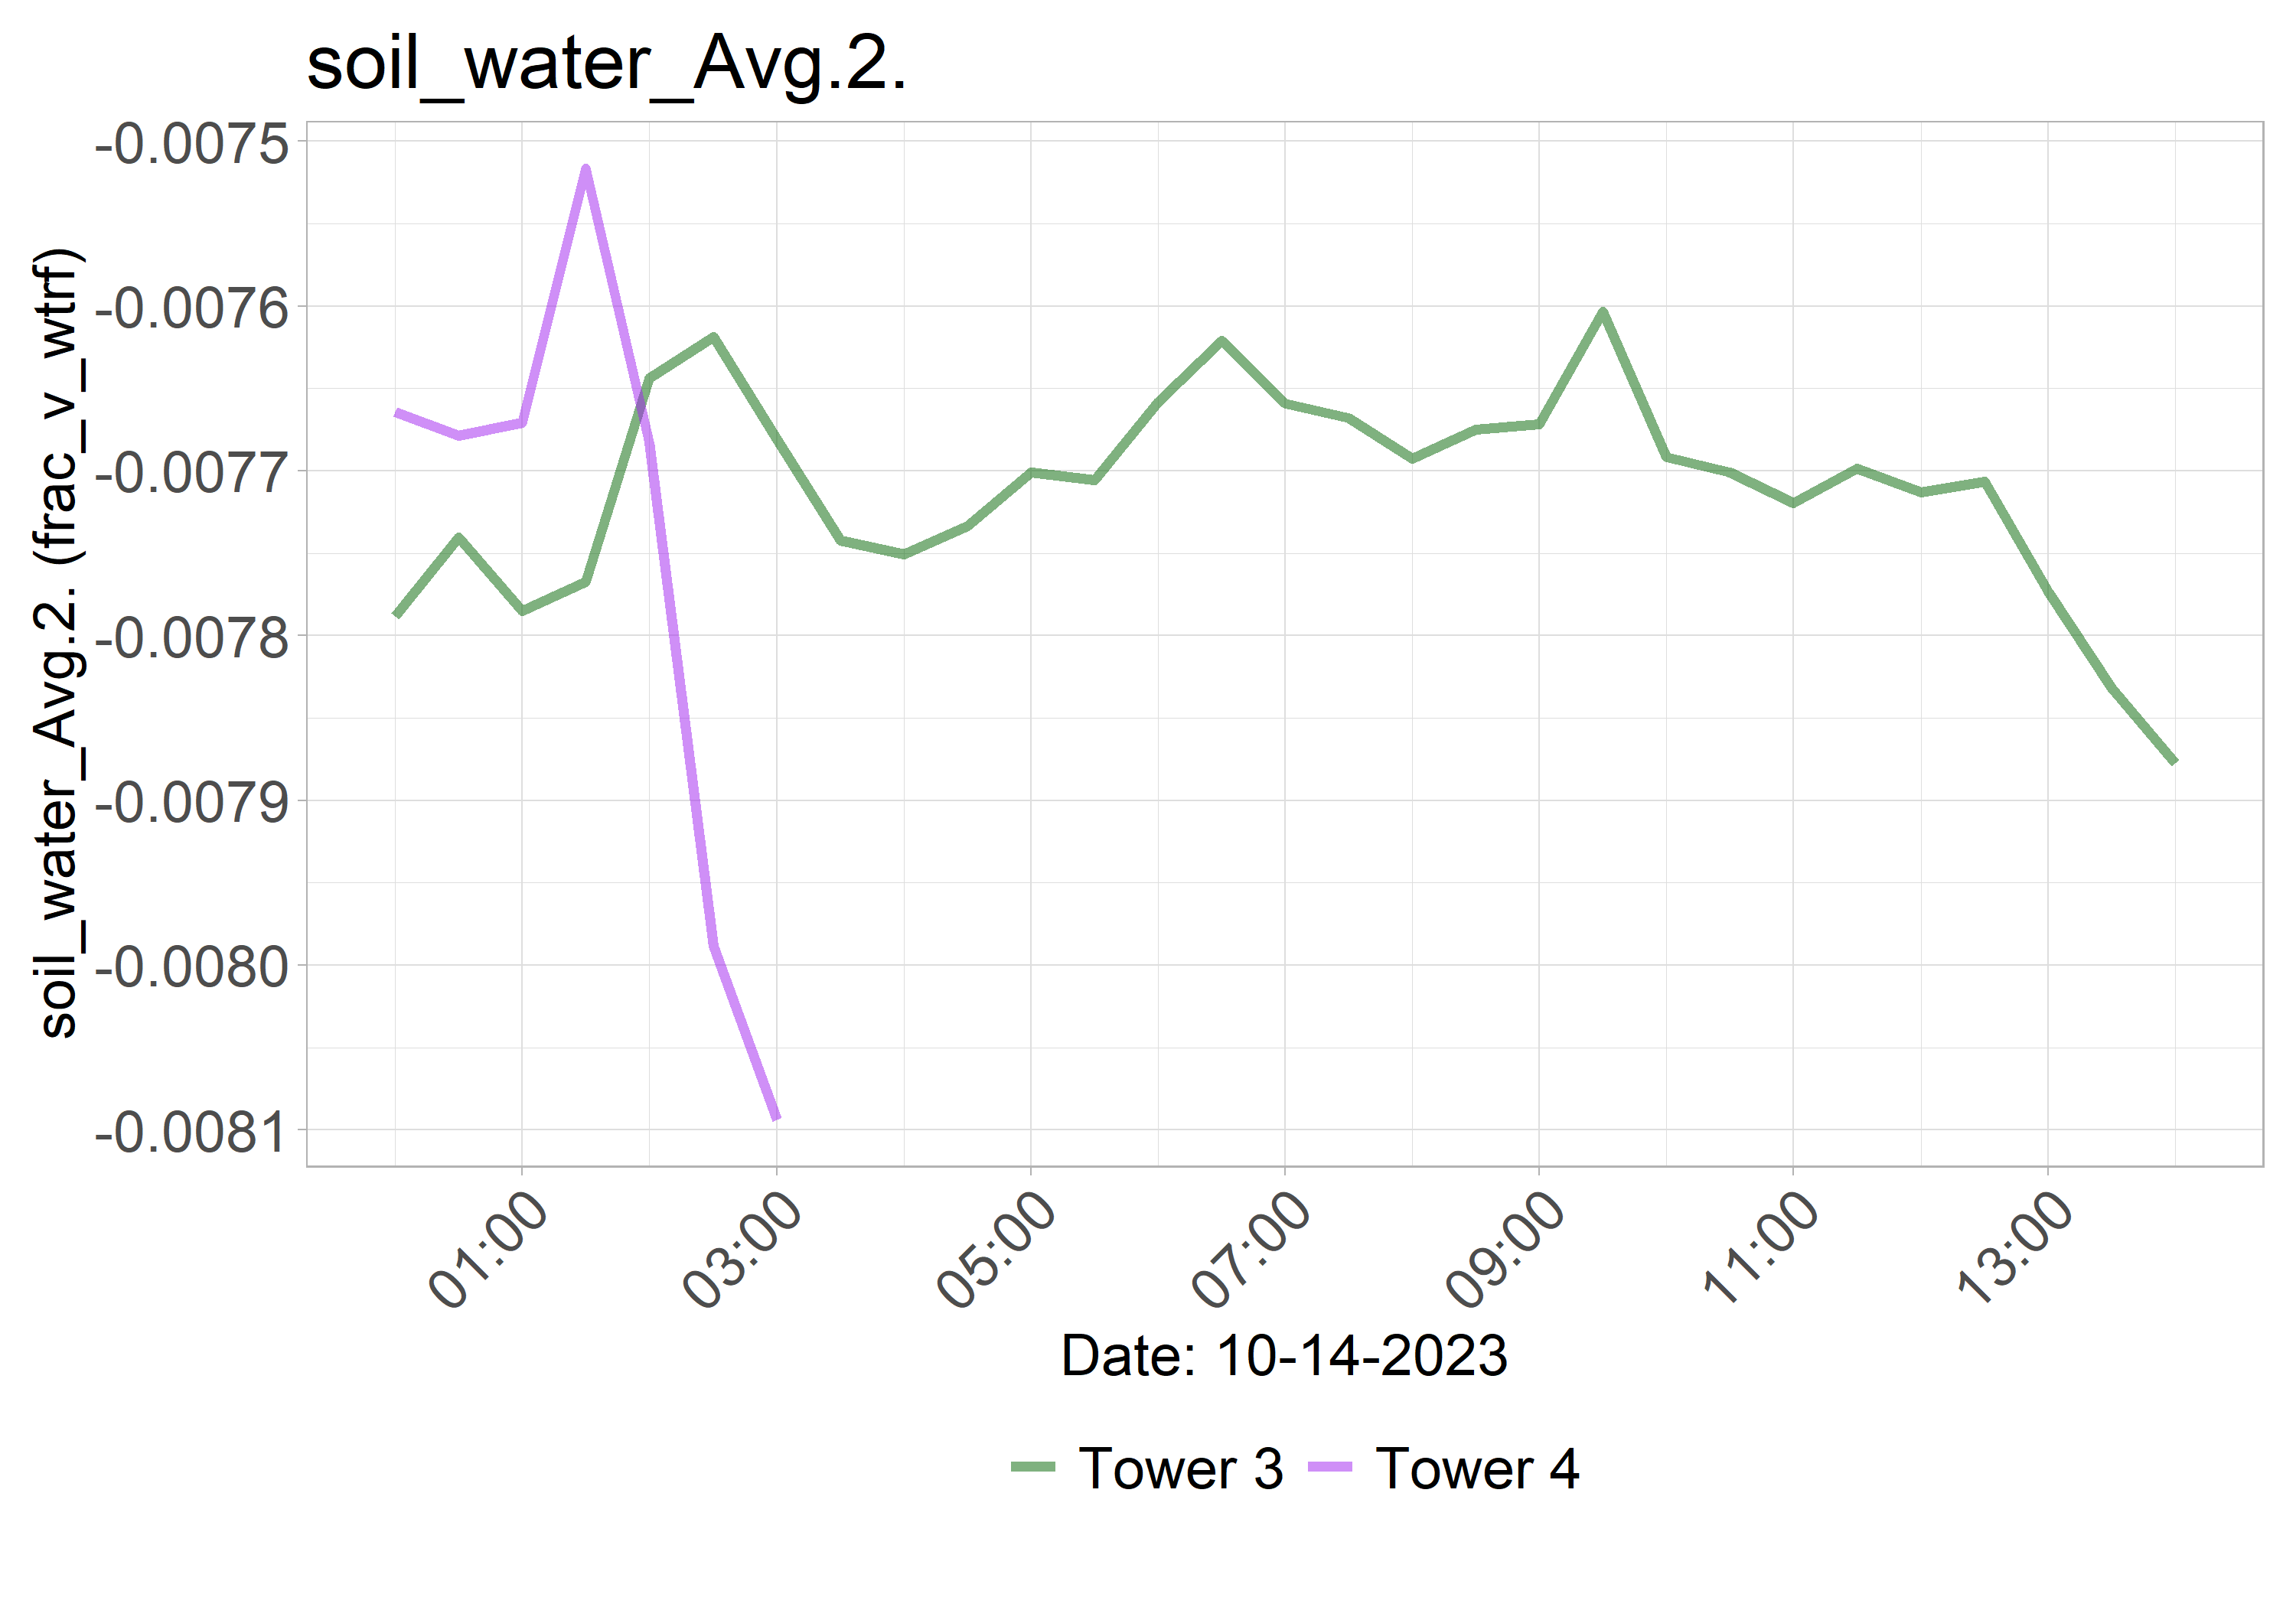 soil_water_Avg.2.
soil_water_Avg.2. (frac_v_wtrf)
-0.0075
-0.0076
-0.0077
-0.0078
-0.0079
-0.0080
-0.0081
01:00
03:00
05:00
07:00
09:00
11:00
13:00
Date: 10-14-2023
Tower 3
Tower 4